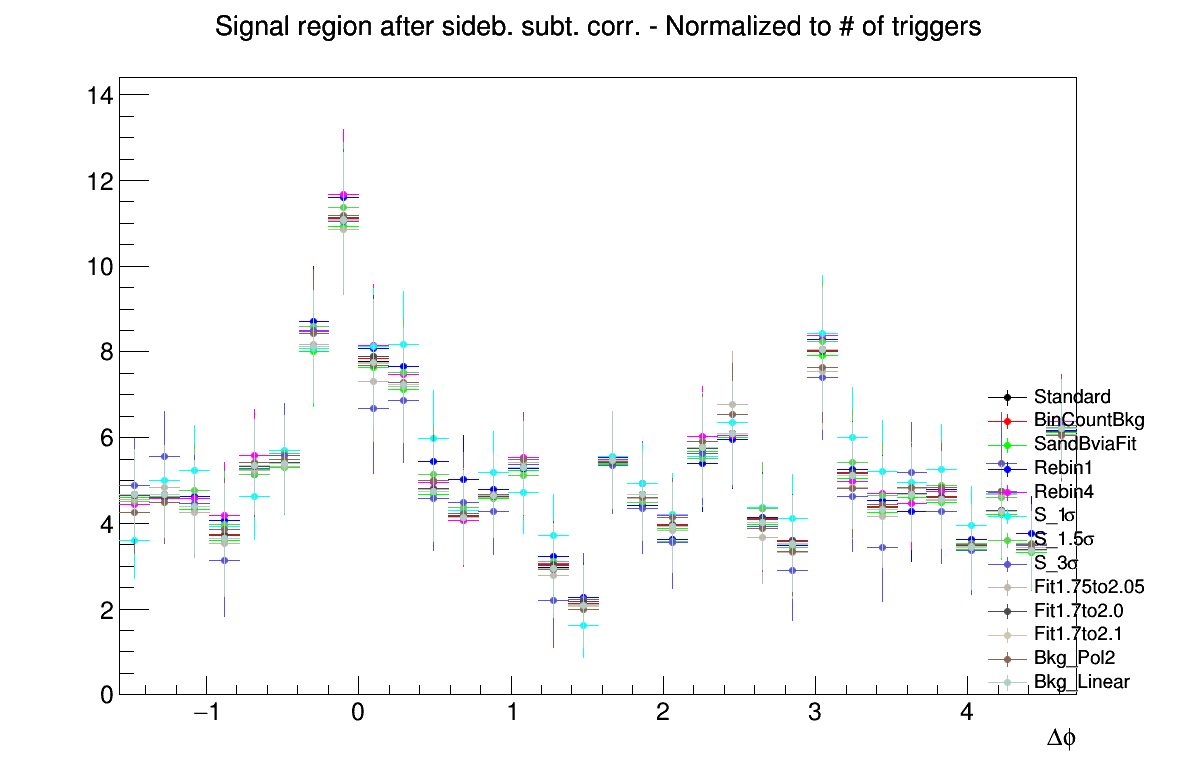 Signal region after sideb. subt. corr. - Normalized to # of triggers
14
12
10
8
6
4
2
0
−1 0 1 2 3 4
Δϕ
Standard
BinCountBkg
SandBviaFit
Rebin1
Rebin4
S_1σ
S_1.5σ
S_3σ
Fit1.75to2.05
Fit1.7to2.0
Fit1.7to2.1
Bkg_Pol2
Bkg_Linear